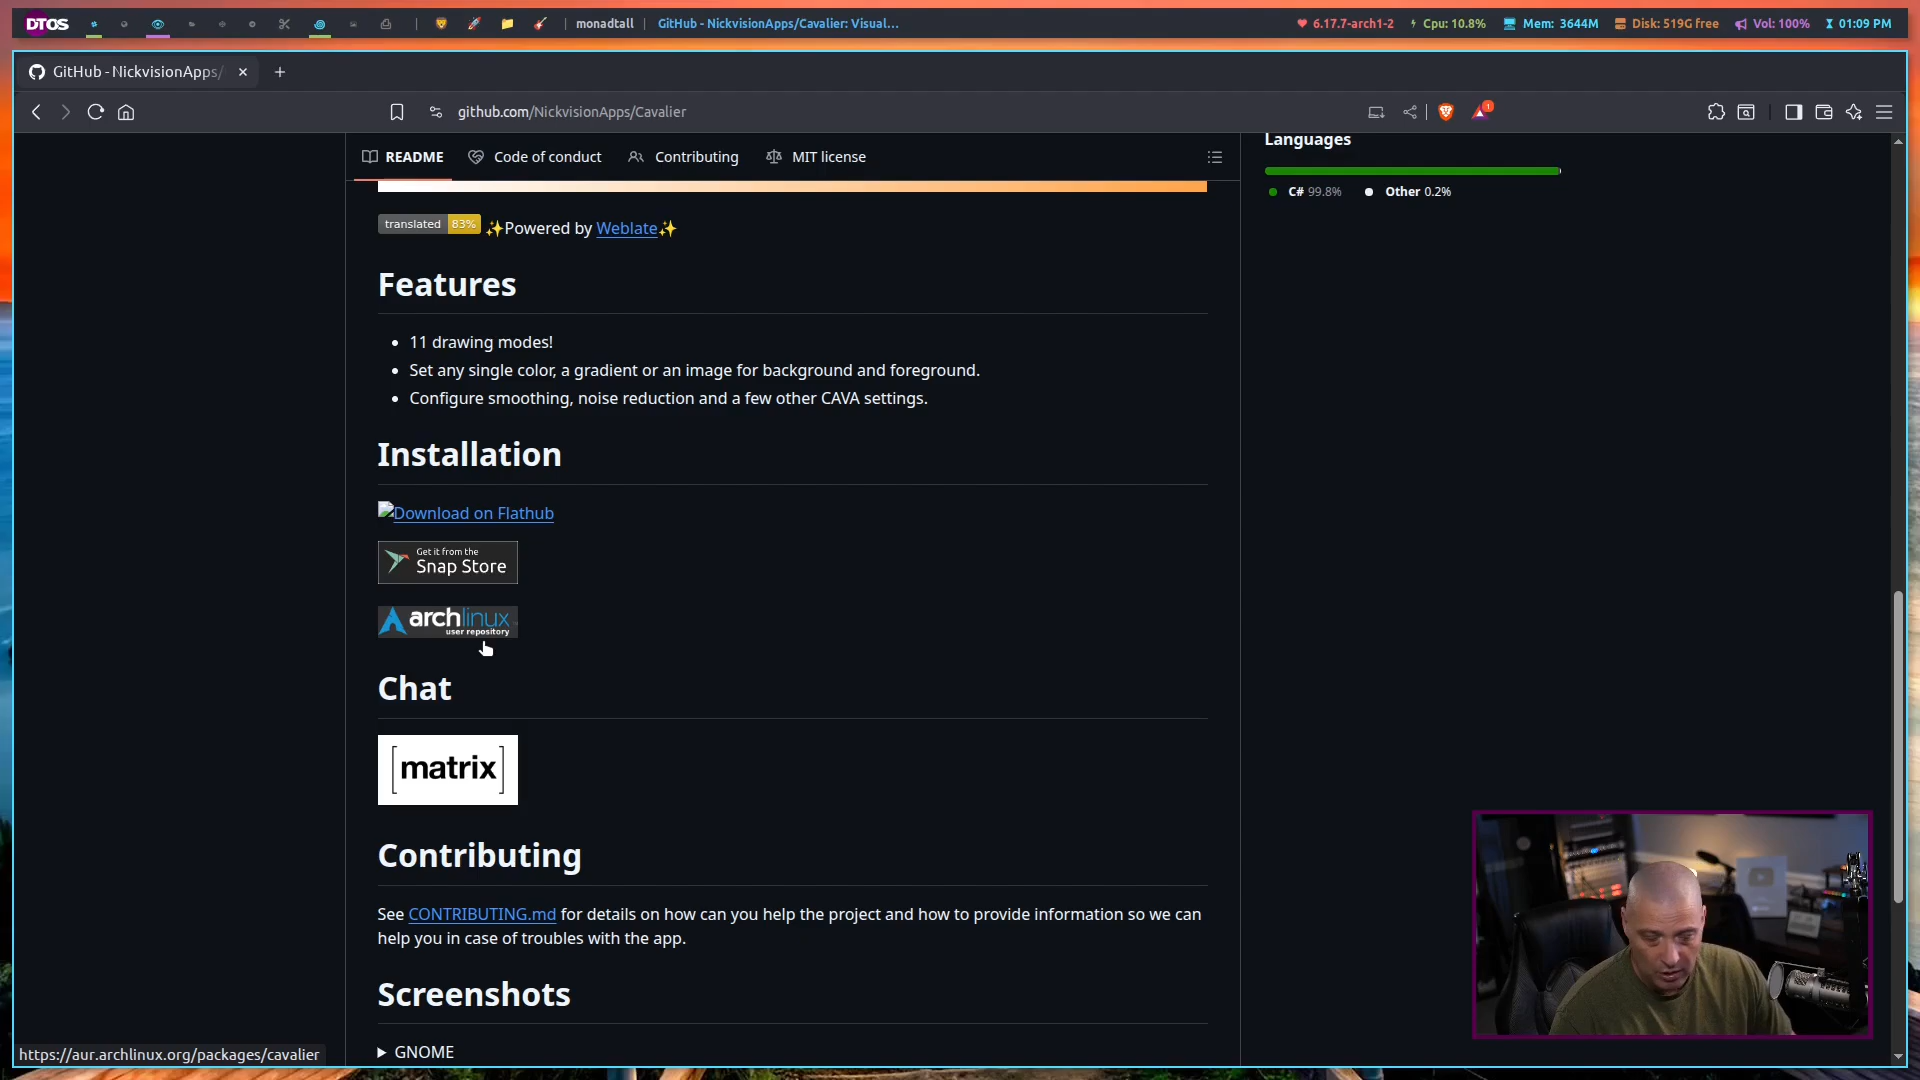 DTOS
monadtall
GitHub - NickvisionApps/Cavalier: Visual...
6.17.7-arch1-2
Cpu: 10.8%
Mem: 3644M
Disk: 519G free
Vol: 100%
01:09 PM
GitHub - NickvisionApps/
github.com/NickvisionApps/Cavalier
1
README
Code of conduct
Contributing
MIT license
Languages
C# 99.8%
Other 0.2%
translated 83% ✨Powered by Weblate✨
Features
• 11 drawing modes!
• Set any single color, a gradient or an image for background and foreground.
• Configure smoothing, noise reduction and a few other CAVA settings.
Installation
Download on Flathub
Get it from the
Snap Store
archlinux
user repository
Chat
[matrix]
Contributing
See CONTRIBUTING.md for details on how can you help the project and how to provide information so we can
help you in case of troubles with the app.
Screenshots
GNOME
https://aur.archlinux.org/packages/cavalier